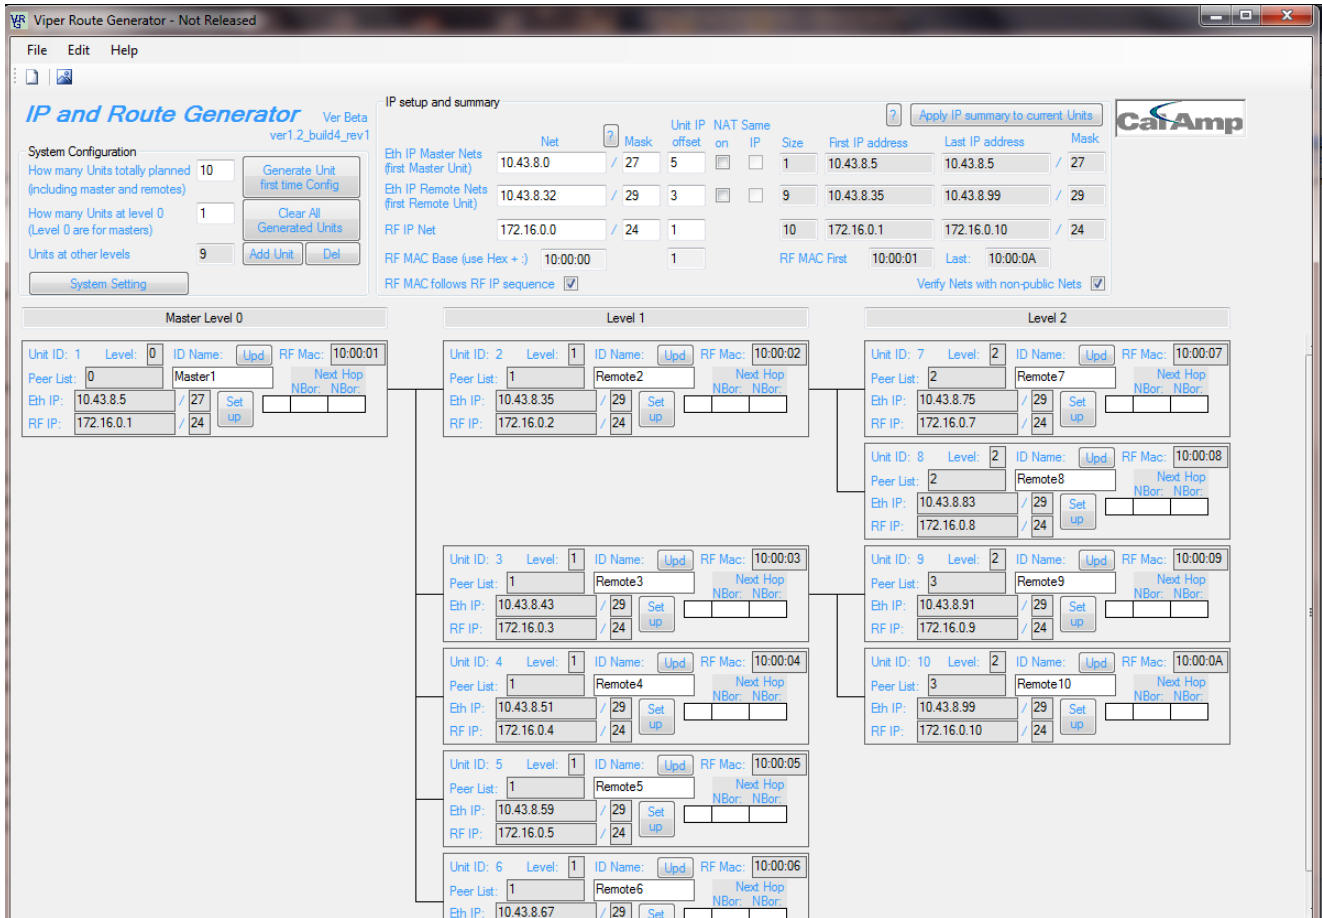 Viper Route Generator - Not Released
File Edit Help
IP and Route Generator Ver Beta
ver1.2_build4_rev1
CalAmp
System Configuration
How many Units totally planned 10
(including master and remotes)
Generate Unit
first time Config
How many Units at level 0 1
(Level 0 are for masters)
Clear All
Generated Units
Units at other levels 9 Add Unit Del
System Setting
IP setup and summary
? Apply IP summary to current Units
Net ? Mask Unit IP offset NAT on Same IP Size First IP address Last IP address Mask
Eth IP Master Nets
(first Master Unit) 10.43.8.0 / 27 5 1 10.43.8.5 10.43.8.5 / 27
Eth IP Remote Nets
(first Remote Unit) 10.43.8.32 / 29 3 9 10.43.8.35 10.43.8.99 / 29
RF IP Net 172.16.0.0 / 24 1 10 172.16.0.1 172.16.0.10 / 24
RF MAC Base (use Hex + :) 10:00:00 1 RF MAC First 10:00:01 Last: 10:00:0A
RF MAC follows RF IP sequence Verify Nets with non-public Nets
Master Level 0 Level 1 Level 2
Unit ID: 1 Level: 0 ID Name: Upd RF Mac: 10:00:01
Peer List: 0 Master1 Next Hop
NBor: NBor:
Eth IP: 10.43.8.5 / 27 Set up
RF IP: 172.16.0.1 / 24
Unit ID: 2 Level: 1 ID Name: Upd RF Mac: 10:00:02
Peer List: 1 Remote2 Next Hop
NBor: NBor:
Eth IP: 10.43.8.35 / 29 Set up
RF IP: 172.16.0.2 / 24
Unit ID: 7 Level: 2 ID Name: Upd RF Mac: 10:00:07
Peer List: 2 Remote7 Next Hop
NBor: NBor:
Eth IP: 10.43.8.75 / 29 Set up
RF IP: 172.16.0.7 / 24
Unit ID: 8 Level: 2 ID Name: Upd RF Mac: 10:00:08
Peer List: 2 Remote8 Next Hop
NBor: NBor:
Eth IP: 10.43.8.83 / 29 Set up
RF IP: 172.16.0.8 / 24
Unit ID: 3 Level: 1 ID Name: Upd RF Mac: 10:00:03
Peer List: 1 Remote3 Next Hop
NBor: NBor:
Eth IP: 10.43.8.43 / 29 Set up
RF IP: 172.16.0.3 / 24
Unit ID: 9 Level: 2 ID Name: Upd RF Mac: 10:00:09
Peer List: 3 Remote9 Next Hop
NBor: NBor:
Eth IP: 10.43.8.91 / 29 Set up
RF IP: 172.16.0.9 / 24
Unit ID: 4 Level: 1 ID Name: Upd RF Mac: 10:00:04
Peer List: 1 Remote4 Next Hop
NBor: NBor:
Eth IP: 10.43.8.51 / 29 Set up
RF IP: 172.16.0.4 / 24
Unit ID: 10 Level: 2 ID Name: Upd RF Mac: 10:00:0A
Peer List: 3 Remote10 Next Hop
NBor: NBor:
Eth IP: 10.43.8.99 / 29 Set up
RF IP: 172.16.0.10 / 24
Unit ID: 5 Level: 1 ID Name: Upd RF Mac: 10:00:05
Peer List: 1 Remote5 Next Hop
NBor: NBor:
Eth IP: 10.43.8.59 / 29 Set up
RF IP: 172.16.0.5 / 24
Unit ID: 6 Level: 1 ID Name: Upd RF Mac: 10:00:06
Peer List: 1 Remote6 Next Hop
NBor: NBor:
Eth IP: 10.43.8.67 / 29 Set